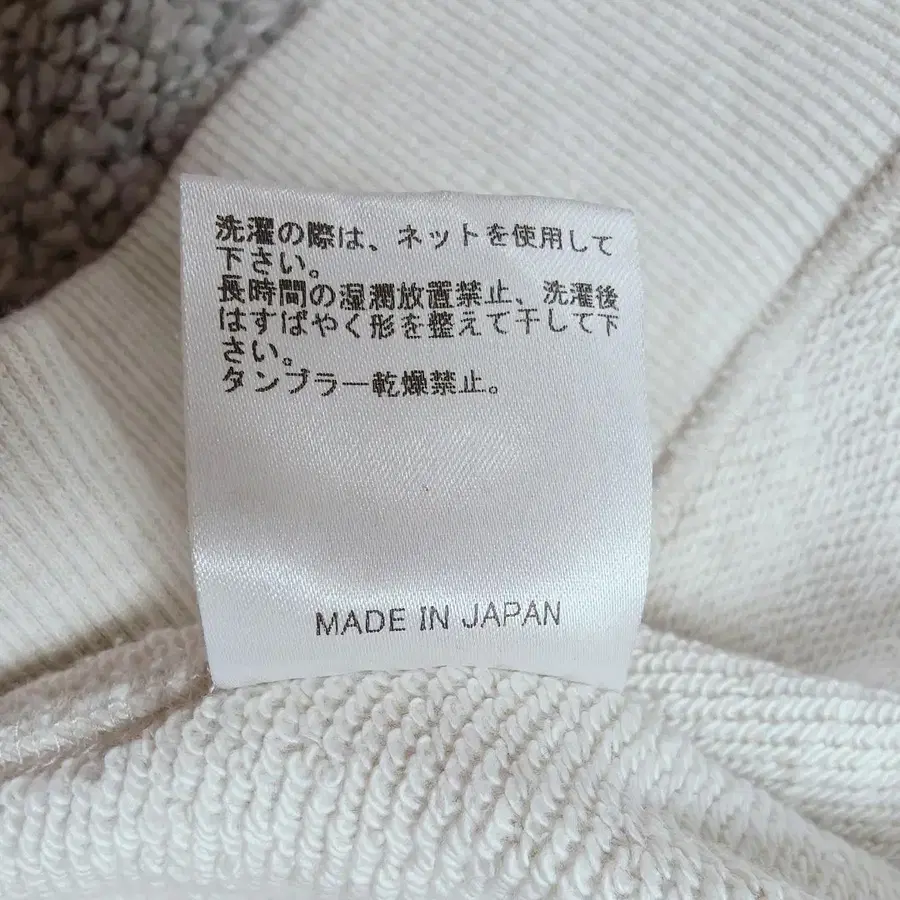 洗濯の際は、ネットを使用して
下さい。
長時間の湿潤放置禁止、洗濯後
はすばやく形を整えて干して下
さい。
タンブラー乾燥禁止。
MADE IN JAPAN